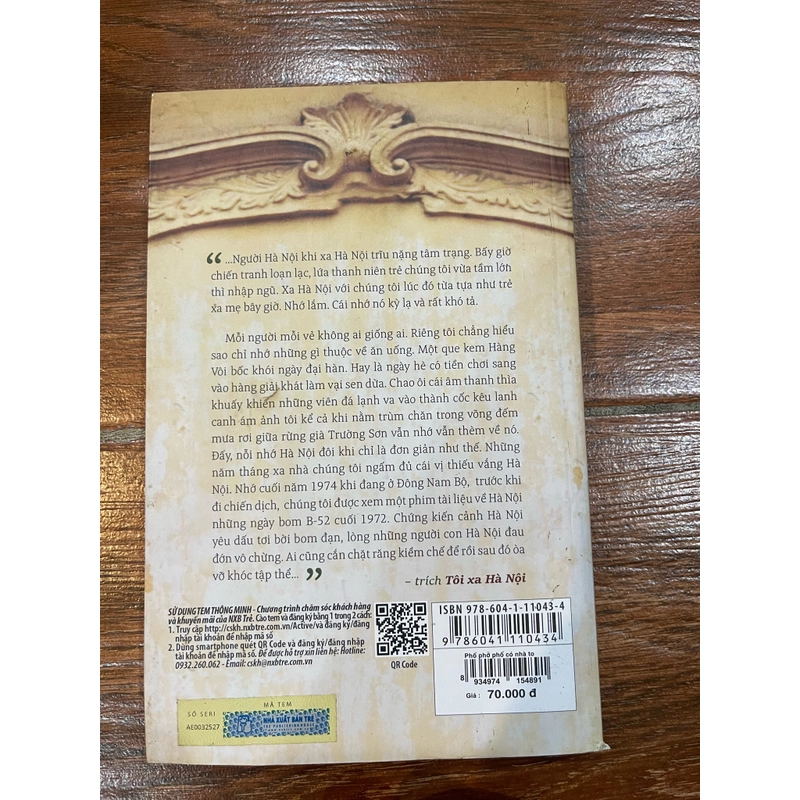 “ ...Người Hà Nội khi xa Hà Nội trĩu nặng tâm trạng. Bấy giờ
chiến tranh loạn lạc, lứa thanh niên trẻ chúng tôi vừa tầm lớn
thì nhập ngũ. Xa Hà Nội với chúng tôi lúc đó tựa tựa như trẻ
xa mẹ bây giờ. Nhớ lắm. Cái nhớ nó kỳ lạ và rất khó tả.
Mỗi người mỗi vẻ không ai giống ai. Riêng tôi chẳng hiểu
sao chỉ nhớ những gì thuộc về ăn uống. Một que kem Hàng
Vôi bốc khói ngày đại hàn. Hay là ngày hè có tiền chơi sang
vào hàng giải khát làm vại sen dừa. Chao ôi cái âm thanh thìa
khuấy khiến những viên đá lạnh va vào thành cốc kêu lanh
canh ám ảnh tôi kể cả khi nằm trùm chăn trong võng đếm
mưa rơi giữa rừng già Trường Sơn vẫn nhớ vẫn thèm về nó.
Đấy, nỗi nhớ Hà Nội đôi khi chỉ là đơn giản như thế. Những
năm tháng xa nhà chúng tôi ngấm đủ cái vị thiếu vắng Hà
Nội. Nhớ cuối năm 1974 khi đang ở Đông Nam Bộ, trước khi
đi chiến dịch, chúng tôi được xem một phim tài liệu về Hà Nội
những ngày bom B-52 cuối 1972. Chứng kiến cảnh Hà Nội
yêu dấu tơi bời bom đạn, lòng những người con Hà Nội đau
đớn vô chừng. Ai cũng cắn chặt răng kiềm chế để rồi sau đó òa
vỡ khóc tập thể... ”
– trích Tôi xa Hà Nội
SỬ DỤNG TEM THÔNG MINH - Chương trình chăm sóc khách hàng
và khuyến mãi của NXB Trẻ. Cào tem và đăng ký bằng 1 trong 2 cách:
1. Truy cập http://cskh.nxbtre.com.vn/Active/và đăng ký/đăng
nhập tài khoản để nhập mã số
2. Dùng smartphone quét QR Code và đăng ký/đăng nhập
tài khoản để nhập mã số. Để được hỗ trợ xin liên hệ: Hotline:
0932.260.062 - Email: cskh@nxbtre.com.vn
QR Code
ISBN 978-604-1-11043-4
9 786041 110434
Phố phở phố có nhà to
8 934974 154891
Giá : 70.000 đ
SỐ SERI
AE0032527
MÃ TEM
NHÀ XUẤT BẢN TRẺ